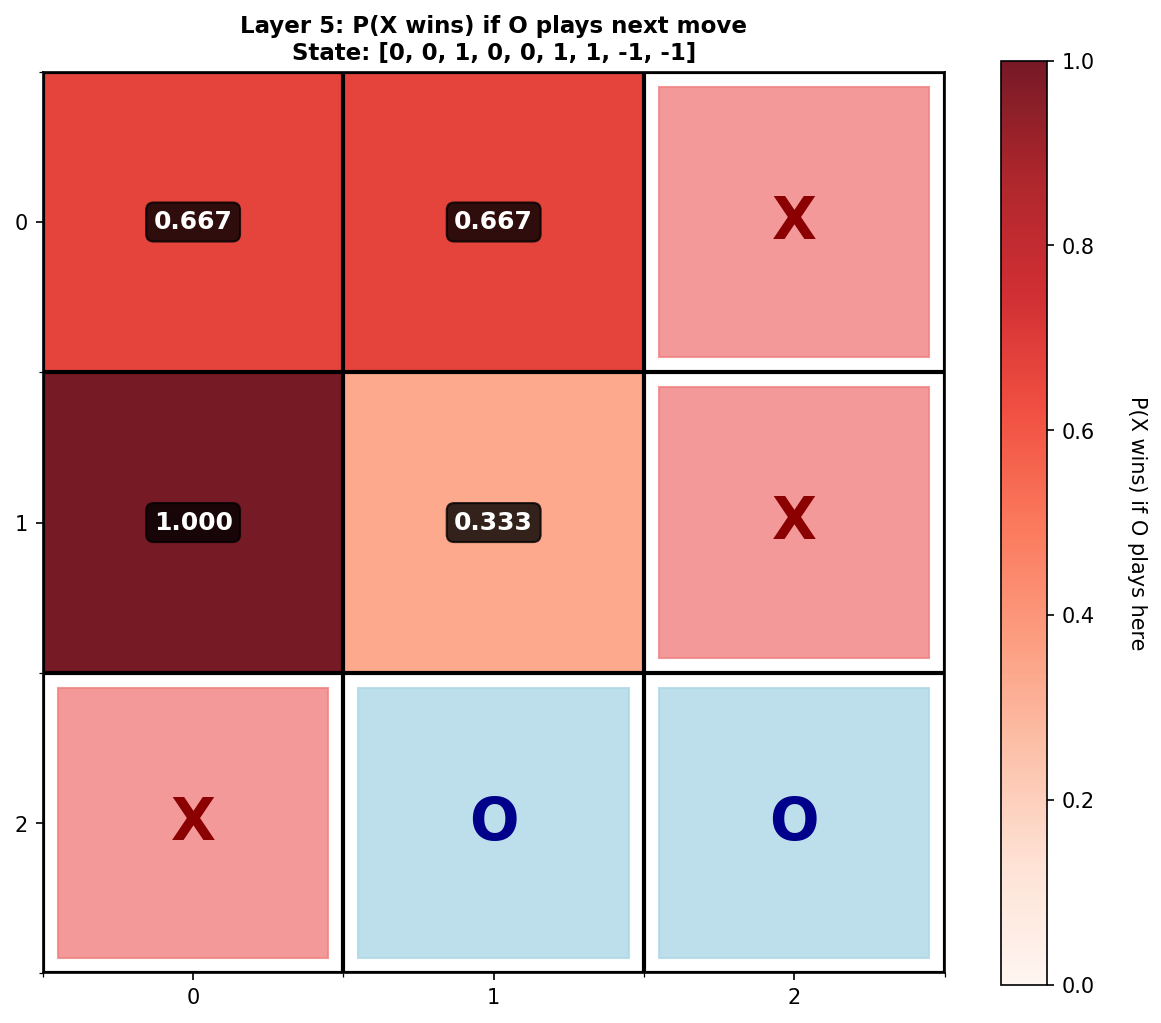 Layer 5: P(X wins) if O plays next move
State: [0, 0, 1, 0, 0, 1, 1, -1, -1]
0
0.667
0.667
X
1
1.000
0.333
X
2
X
O
O
0
1
2
1.0
0.8
0.6
0.4
0.2
0.0
P(X wins) if O plays here